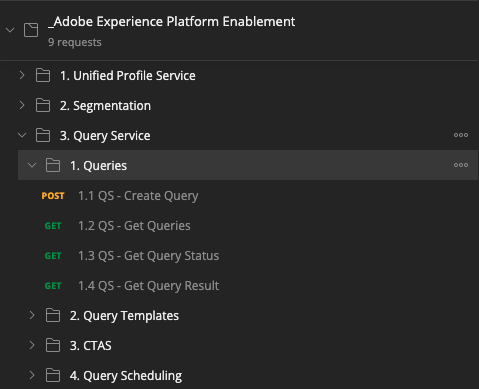 _Adobe Experience Platform Enablement
9 requests
1. Unified Profile Service
2. Segmentation
3. Query Service
1. Queries
POST 1.1 QS - Create Query
GET 1.2 QS - Get Queries
GET 1.3 QS - Get Query Status
GET 1.4 QS - Get Query Result
2. Query Templates
3. CTAS
4. Query Scheduling